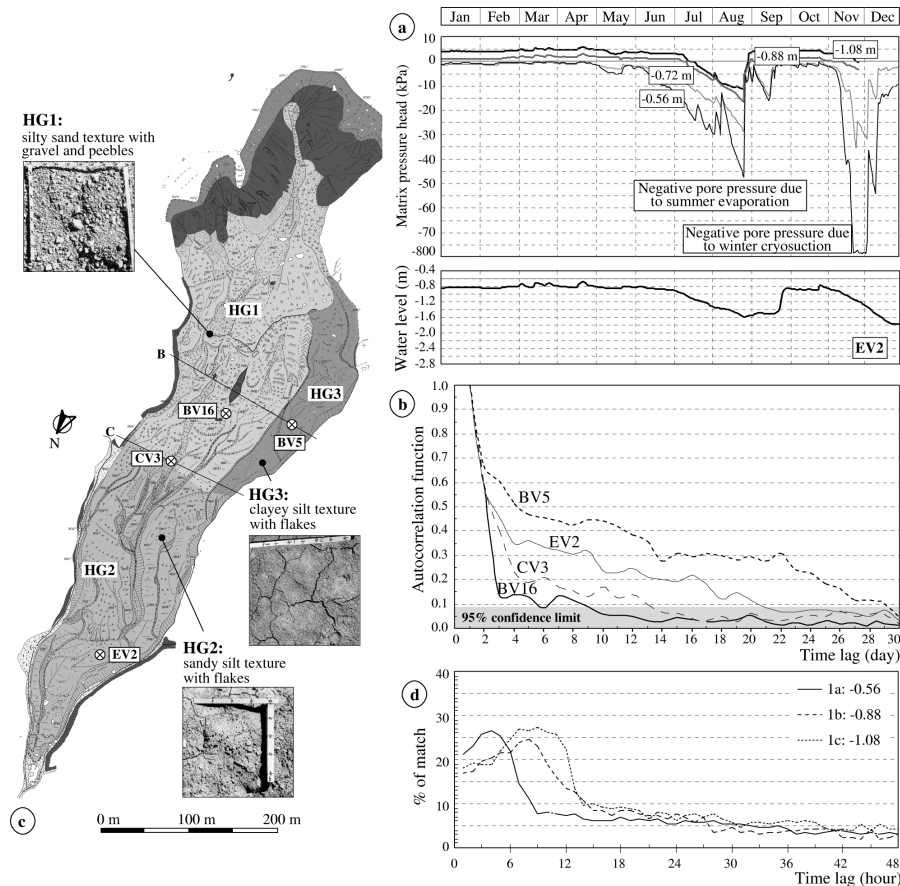 HG1:
silty sand texture with
gravel and peebles
HG1
B
HG3
BV16
BV5
N
C
CV3
HG3:
clayey silt texture
with flakes
HG2
HG2:
sandy silt texture
with flakes
EV2
c
0 m 100 m 200 m
a
Jan Feb Mar Apr May Jun Jul Aug Sep Oct Nov Dec
Matrix pressure head (kPa)
10
0
-10
-20
-30
-40
-50
-60
-70
-800
-0.56 m
-0.72 m
-0.88 m
-1.08 m
Negative pore pressure due
to summer evaporation
Negative pore pressure due
to winter cryosuction
Water level (m)
-0.4
-1.2
-1.6
-2.0
-2.4
-2.8
EV2
b
Autocorrelation function
1.0
0.9
0.8
0.7
0.6
0.5
0.4
0.3
0.2
0.1
0.0
BV5
EV2
CV3
BV16
95% confidence limit
0 2 4 6 8 10 12 14 16 18 20 22 24 26 28 30
Time lag (day)
d
% of match
40
30
20
10
5
0
1a: -0.56
1b: -0.88
1c: -1.08
0 6 12 18 24 30 36 42 44 48
Time lag (hour)